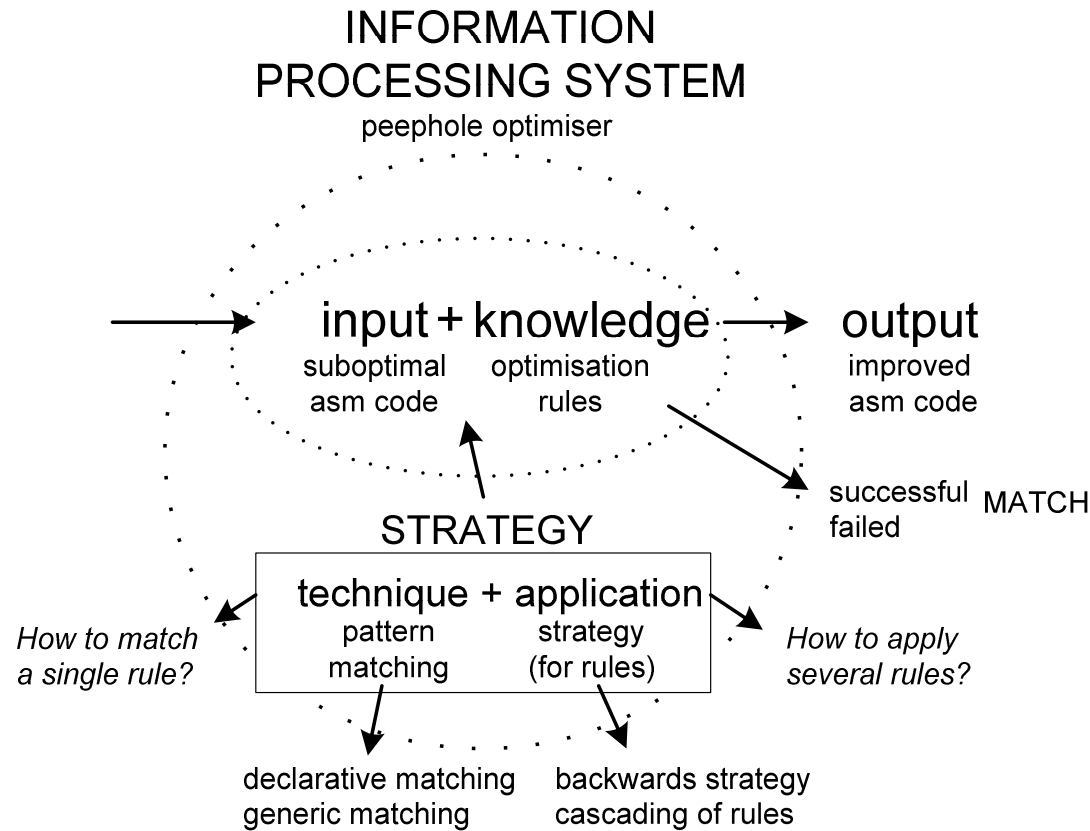 INFORMATION
PROCESSING SYSTEM
peephole optimiser
input + knowledge
output
suboptimal
asm code
optimisation
rules
improved
asm code
successful
failed
MATCH
STRATEGY
technique + application
pattern
matching
strategy
(for rules)
How to match
a single rule?
How to apply
several rules?
declarative matching
generic matching
backwards strategy
cascading of rules